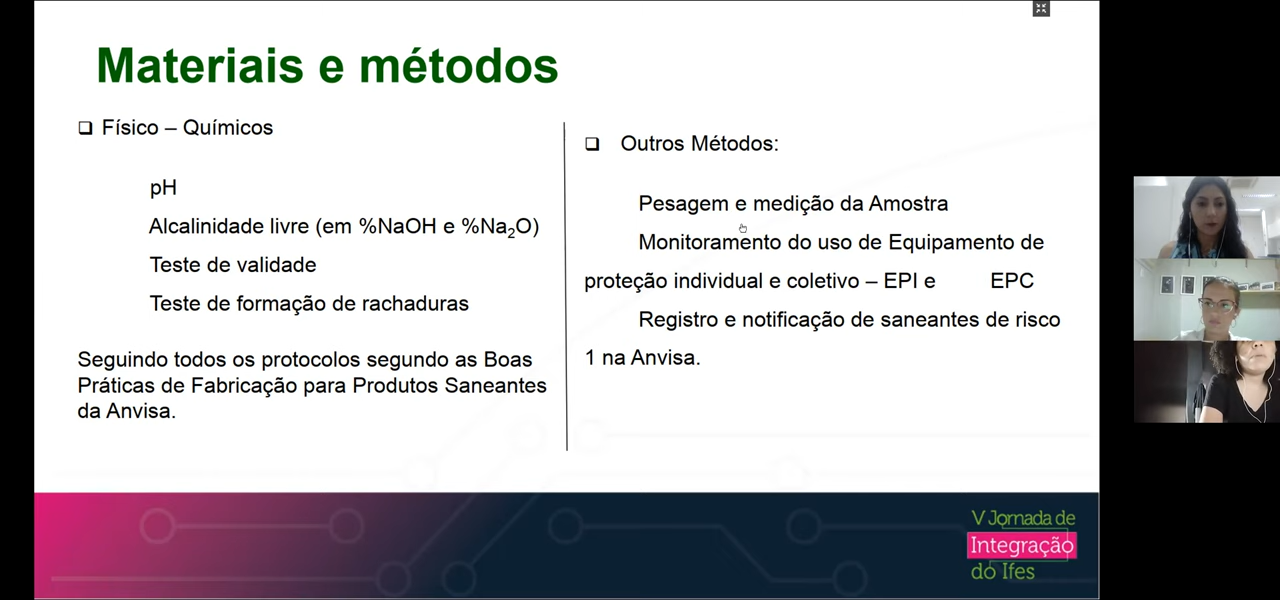 Materiais e métodos
Físico – Químicos
pH
Alcalinidade livre (em %NaOH e %Na₂O)
Teste de validade
Teste de formação de rachaduras
Seguindo todos os protocolos segundo as Boas
Práticas de Fabricação para Produtos Saneantes
da Anvisa.
Outros Métodos:
Pesagem e medição da Amostra
Monitoramento do uso de Equipamento de
proteção individual e coletivo – EPI e EPC
Registro e notificação de saneantes de risco
1 na Anvisa.
V Jornada de
Integração
do Ifes